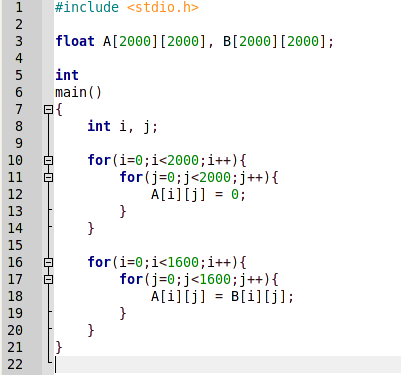 1 #include <stdio.h>
2
3 float A[2000][2000], B[2000][2000];
4
5 int
6 main()
7 {
8     int i, j;
9
10     for(i=0;i<2000;i++){
11         for(j=0;j<2000;j++){
12             A[i][j] = 0;
13         }
14     }
15
16     for(i=0;i<1600;i++){
17         for(j=0;j<1600;j++){
18             A[i][j] = B[i][j];
19         }
20     }
21 }
22